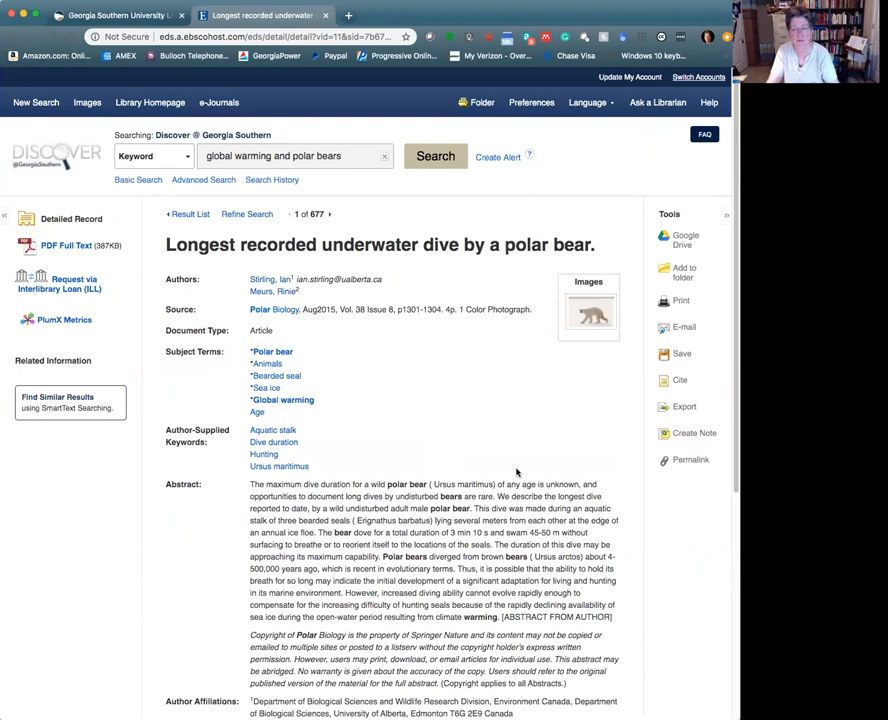 Georgia Southern University Li
Longest recorded underwater
Not Secure | eds.a.ebscohost.com/eds/detail/detail?vid=11&sid=7b67...
Amazon.com: Onli...
AMEX
Bulloch Telephone...
GeorgiaPower
Paypal
Progressive Onlin...
My Verizon - Over...
Chase Visa
Windows 10 keyb...
Update My Account
Switch Accounts
New Search
Images
Library Homepage
e-Journals
Folder
Preferences
Language
Ask a Librarian
Help
DISCOVER
@GeorgiaSouthern
Searching: Discover @ Georgia Southern
Keyword
global warming and polar bears
Search
Create Alert
?
FAQ
Basic Search
Advanced Search
Search History
Detailed Record
PDF Full Text (387KB)
Request via
Interlibrary Loan (ILL)
PlumX Metrics
Related Information
Find Similar Results
using SmartText Searching.
Result List
Refine Search
1 of 677
Longest recorded underwater dive by a polar bear.
Authors:
Stirling, Ian1 ian.stirling@ualberta.ca
Meurs, Rinie2
Source:
Polar Biology. Aug2015, Vol. 38 Issue 8, p1301-1304. 4p. 1 Color Photograph.
Document Type:
Article
Subject Terms:
*Polar bear
*Animals
*Bearded seal
*Sea ice
*Global warming
Age
Author-Supplied
Keywords:
Aquatic stalk
Dive duration
Hunting
Ursus maritimus
Abstract:
The maximum dive duration for a wild polar bear ( Ursus maritimus) of any age is unknown, and
opportunities to document long dives by undisturbed bears are rare. We describe the longest dive
reported to date, by a wild undisturbed adult male polar bear. This dive was made during an aquatic
stalk of three bearded seals ( Erignathus barbatus) lying several meters from each other at the edge of
an annual ice floe. The bear dove for a total duration of 3 min 10 s and swam 45-50 m without
surfacing to breathe or to reorient itself to the locations of the seals. The duration of this dive may be
approaching its maximum capability. Polar bears diverged from brown bears ( Ursus arctos) about 4-
500,000 years ago, which is recent in evolutionary terms. Thus, it is possible that the ability to hold its
breath for so long may indicate the initial development of a significant adaptation for living and hunting
in its marine environment. However, increased diving ability cannot evolve rapidly enough to
compensate for the increasing difficulty of hunting seals because of the rapidly declining availability of
sea ice during the open-water period resulting from climate warming. [ABSTRACT FROM AUTHOR]
Copyright of Polar Biology is the property of Springer Nature and its content may not be copied or
emailed to multiple sites or posted to a listserv without the copyright holder's express written
permission. However, users may print, download, or email articles for individual use. This abstract may
be abridged. No warranty is given about the accuracy of the copy. Users should refer to the original
published version of the material for the full abstract. (Copyright applies to all Abstracts.)
Author Affiliations:
1Department of Biological Sciences and Wildlife Research Division, Environment Canada, Department
of Biological Sciences, University of Alberta, Edmonton T6G 2E9 Canada
Images
Tools
Google
Drive
Add to
folder
Print
E-mail
Save
Cite
Export
Create Note
Permalink